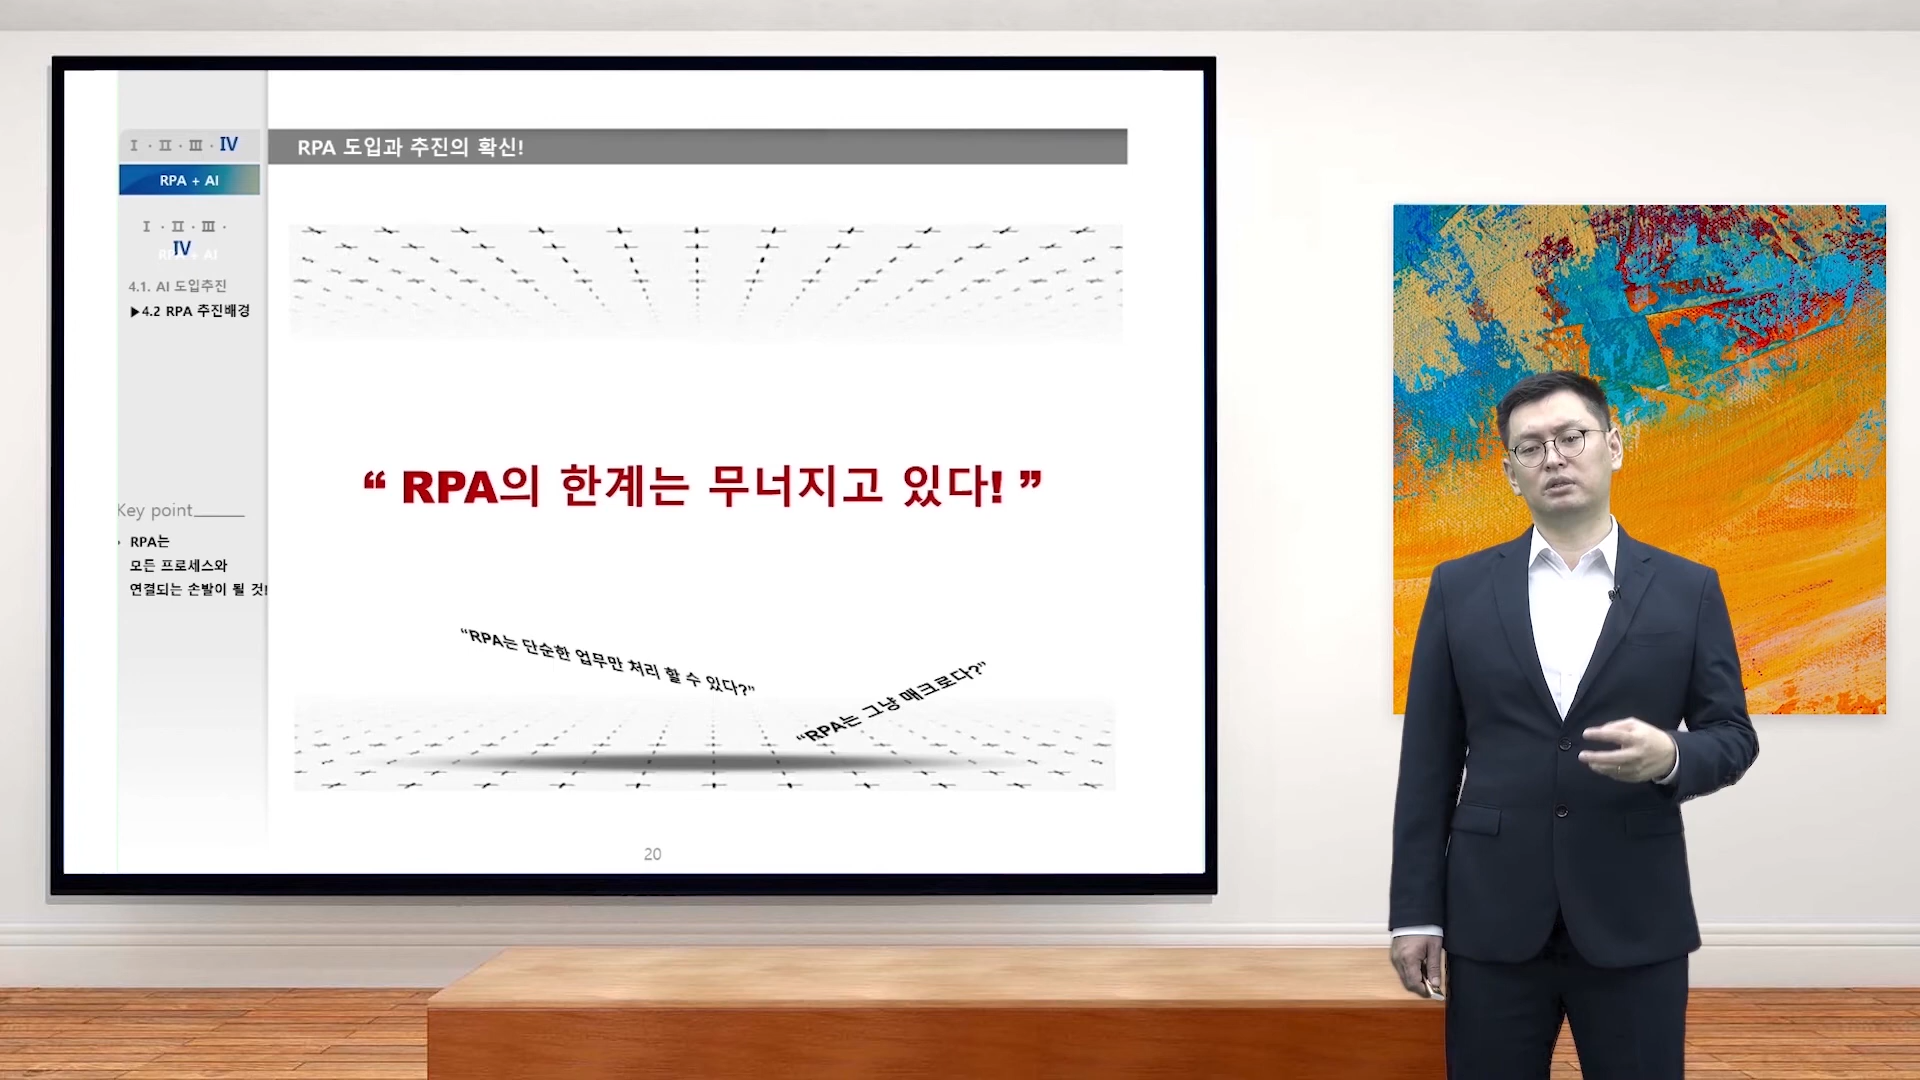 I · II · III · IV
RPA + AI
I · II · III ·
IV
RPA + AI
4.1. AI 도입추진
▶4.2 RPA 추진배경
Key point_____
RPA는
모든 프로세스와
연결되는 손발이 될 것!
RPA 도입과 추진의 확신!
“ RPA의 한계는 무너지고 있다! ”
“RPA는 단순한 업무만 처리 할 수 있다?”
“RPA는 그냥 매크로다?”
20